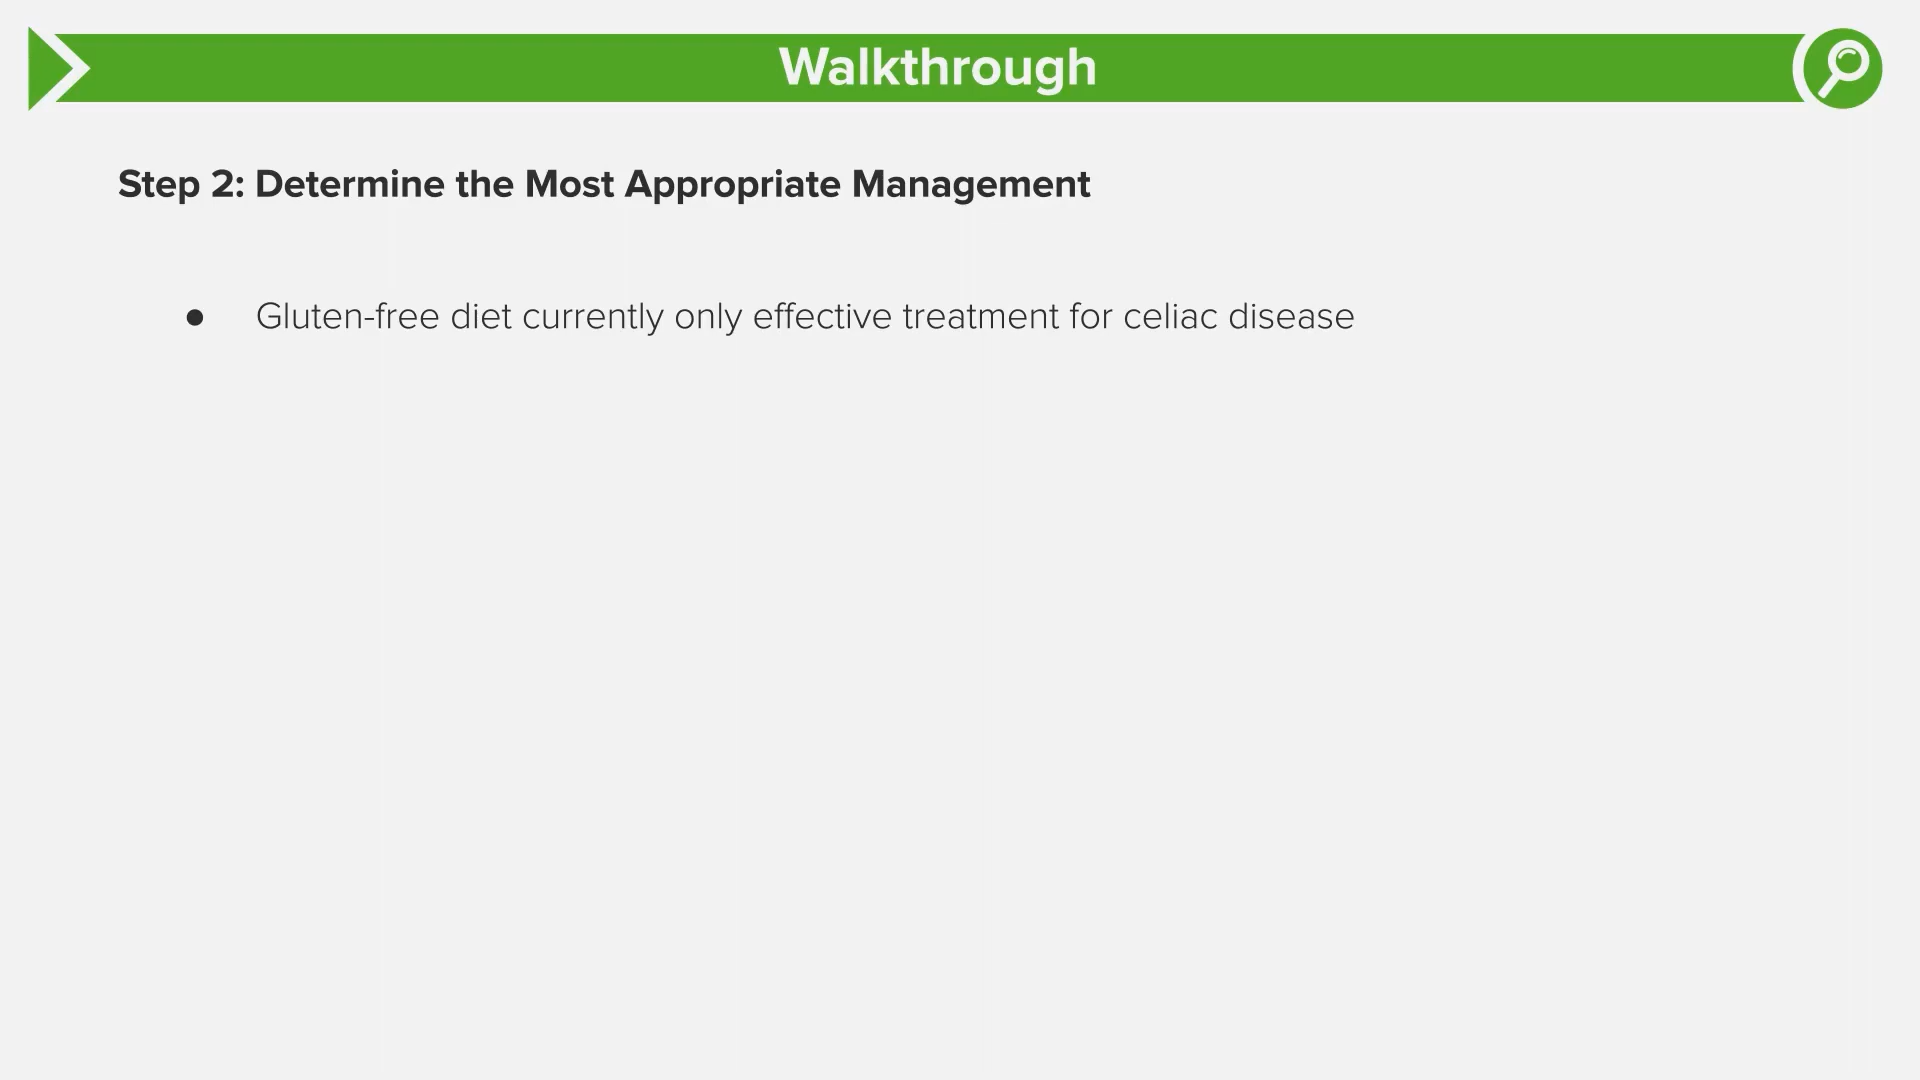 Walkthrough
Step 2: Determine the Most Appropriate Management
● Gluten-free diet currently only effective treatment for celiac disease